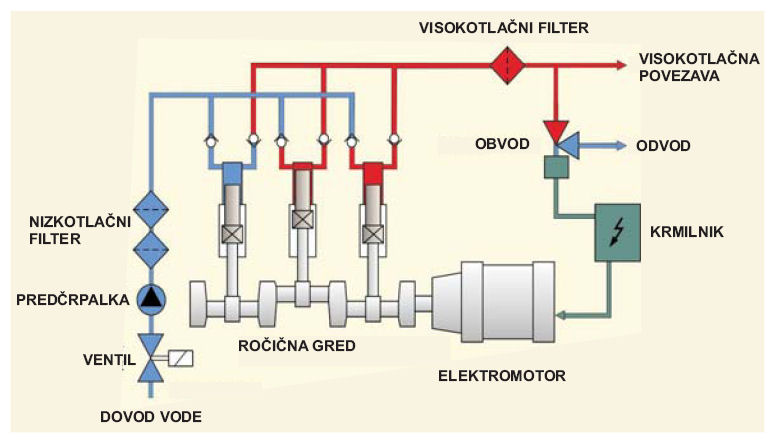 VISOKOTLAČNI FILTER
VISOKOTLAČNA
POVEZAVA
OBVOD
ODVOD
NIZKOTLAČNI
FILTER
KRMILNIK
PREDČRPALKA
ROČIČNA GRED
VENTIL
ELEKTROMOTOR
DOVOD VODE